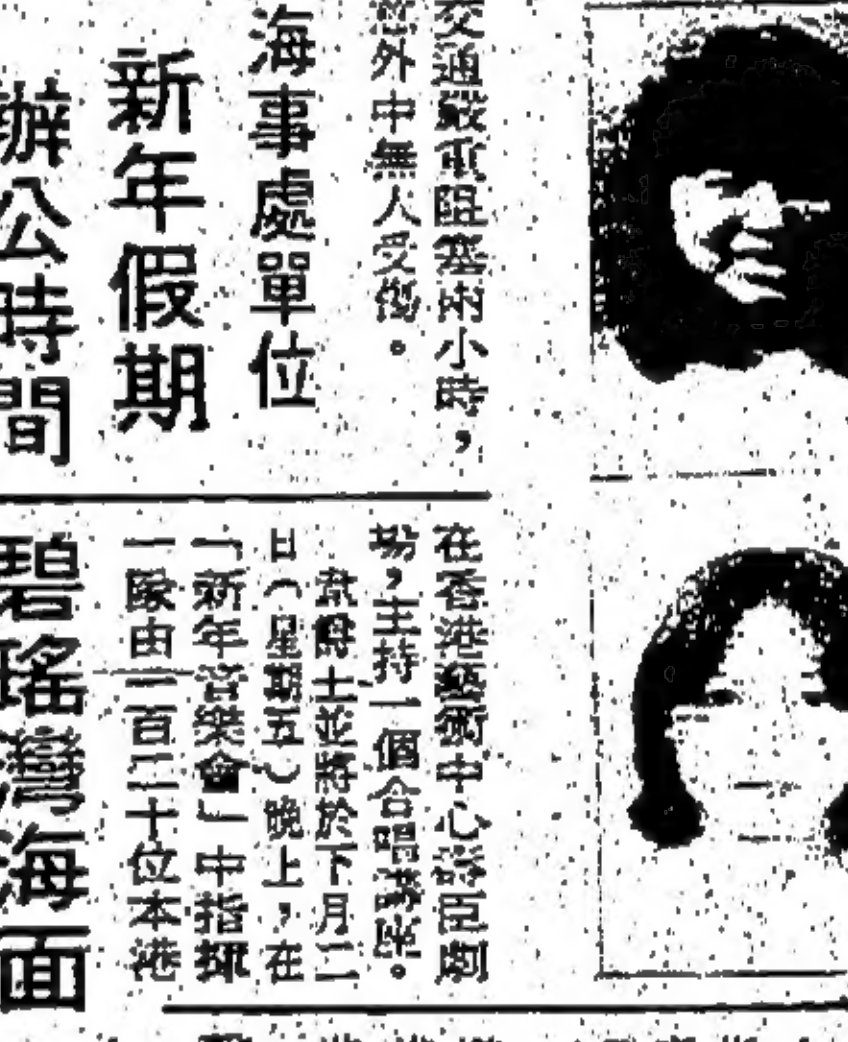 交通嚴重阻塞兩小時，
意外中無人受傷。
海事處單位
新年假期
辦公時間
在香港藝術中心壽臣劇
場，主持一個合唱講座。
爵士並將於下月二
日（星期五）晚上，在
「新年音樂會」中指揮
一隊由一百二十位本港
碧瑤灣海面